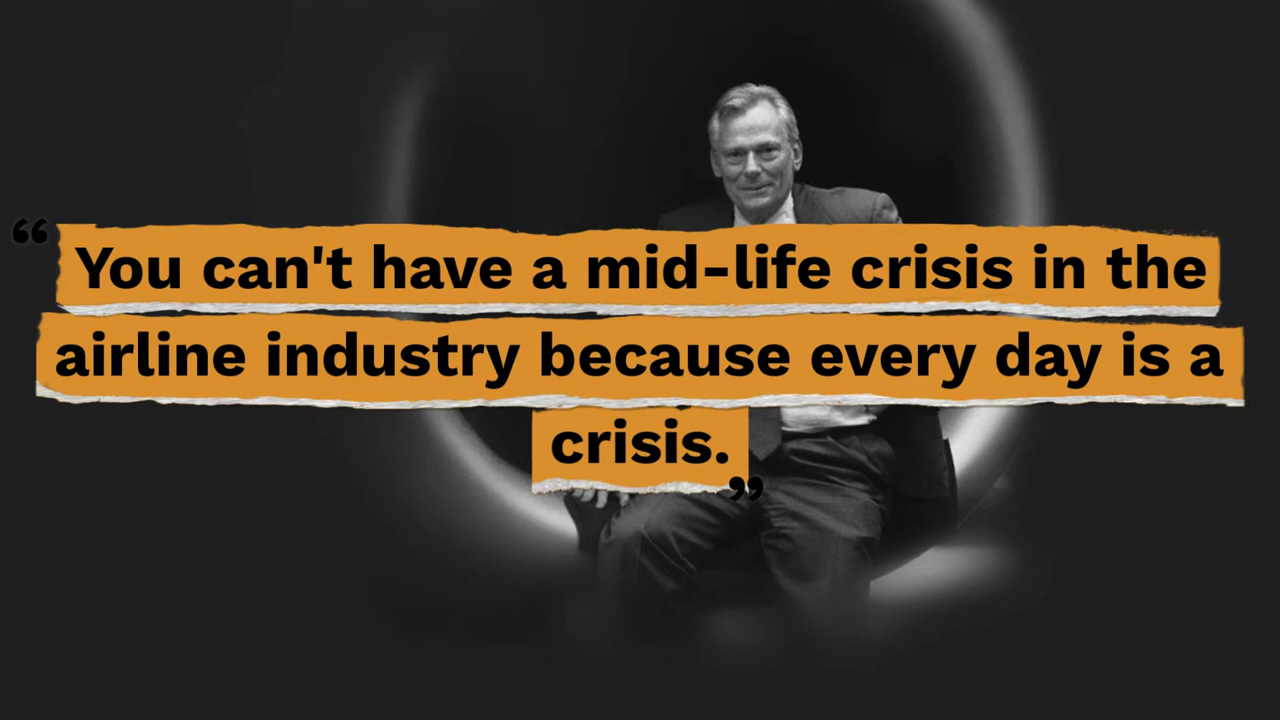 “You can't have a mid-life crisis in the
airline industry because every day is a
crisis.”